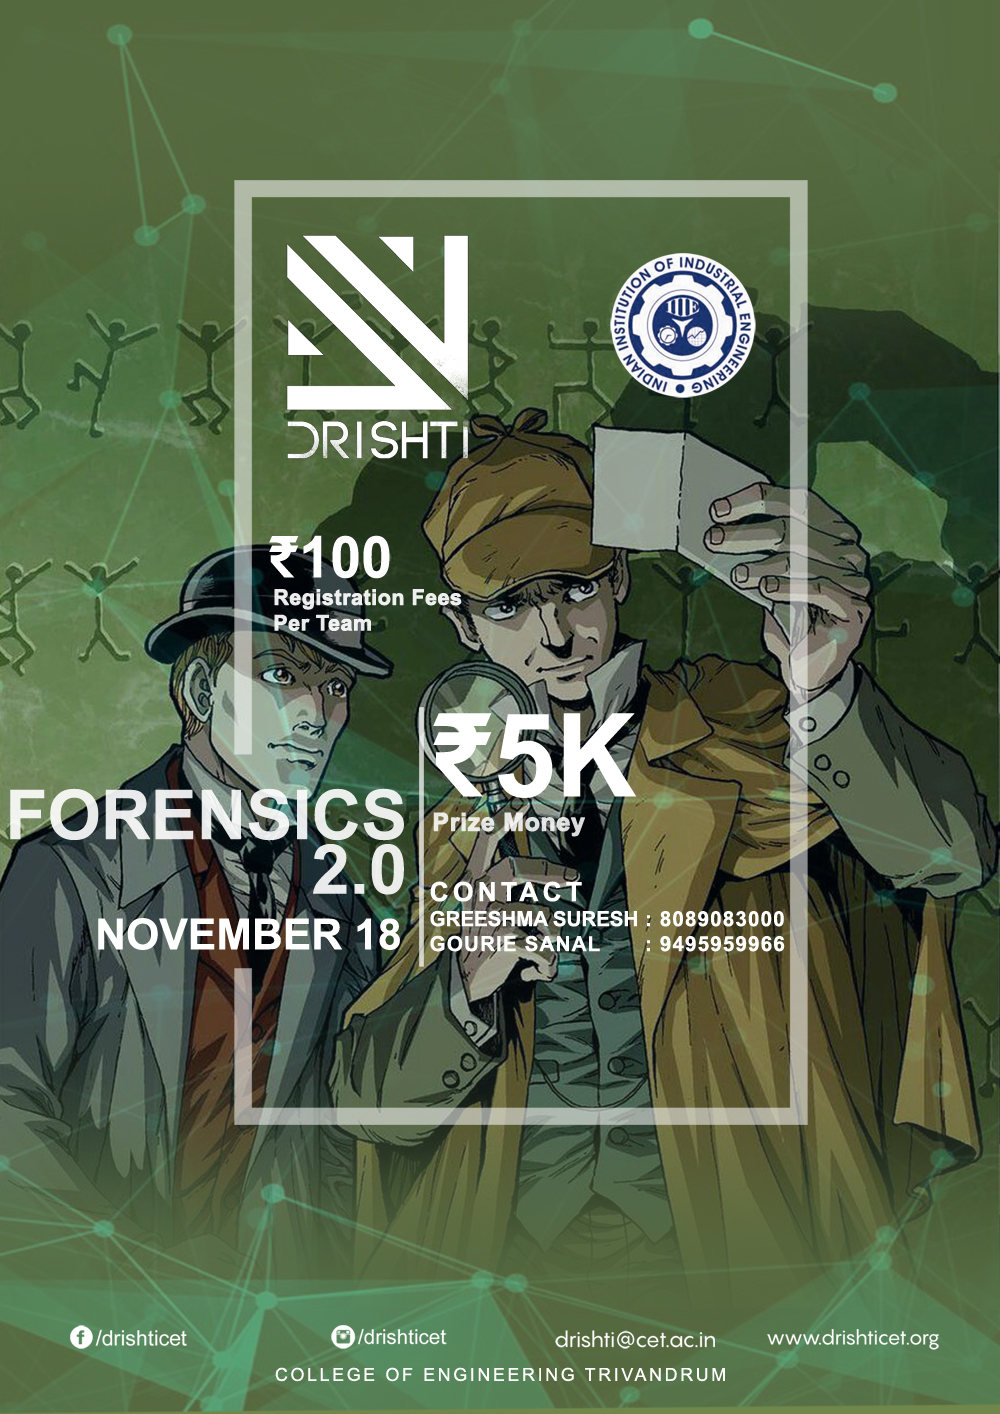 DRISHTI
INDIAN INSTITUTION OF INDUSTRIAL ENGINEERING
IIIE
₹100
Registration Fees
Per Team
₹5K
Prize Money
FORENSICS
2.0
NOVEMBER 18
CONTACT
GREESHMA SURESH : 8089083000
GOURIE SANAL : 9495959966
/drishticet
/drishticet
drishti@cet.ac.in
www.drishticet.org
COLLEGE OF ENGINEERING TRIVANDRUM